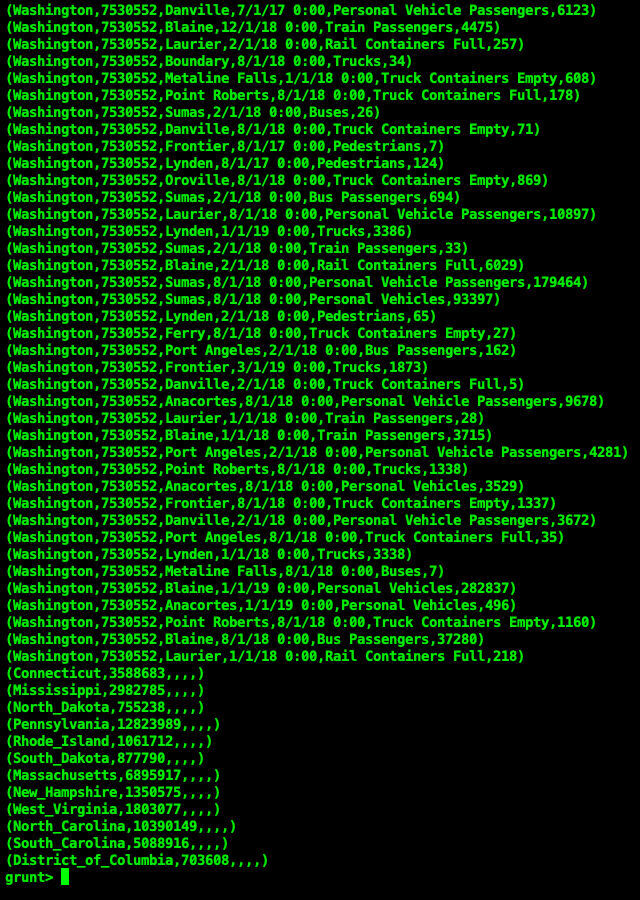 (Washington,7530552,Danville,7/1/17 0:00,Personal Vehicle Passengers,6123)
(Washington,7530552,Blaine,12/1/18 0:00,Train Passengers,4475)
(Washington,7530552,Laurier,2/1/18 0:00,Rail Containers Full,257)
(Washington,7530552,Boundary,8/1/18 0:00,Trucks,34)
(Washington,7530552,Metaline Falls,1/1/18 0:00,Truck Containers Empty,608)
(Washington,7530552,Point Roberts,8/1/18 0:00,Truck Containers Full,178)
(Washington,7530552,Sumas,2/1/18 0:00,Buses,26)
(Washington,7530552,Danville,8/1/18 0:00,Truck Containers Empty,71)
(Washington,7530552,Frontier,8/1/17 0:00,Pedestrians,7)
(Washington,7530552,Lynden,8/1/17 0:00,Pedestrians,124)
(Washington,7530552,Oroville,8/1/18 0:00,Truck Containers Empty,869)
(Washington,7530552,Sumas,2/1/18 0:00,Bus Passengers,694)
(Washington,7530552,Laurier,8/1/18 0:00,Personal Vehicle Passengers,10897)
(Washington,7530552,Lynden,1/1/19 0:00,Trucks,3386)
(Washington,7530552,Sumas,2/1/18 0:00,Train Passengers,33)
(Washington,7530552,Blaine,2/1/18 0:00,Rail Containers Full,6029)
(Washington,7530552,Sumas,8/1/18 0:00,Personal Vehicle Passengers,179464)
(Washington,7530552,Sumas,8/1/18 0:00,Personal Vehicles,93397)
(Washington,7530552,Lynden,2/1/18 0:00,Pedestrians,65)
(Washington,7530552,Ferry,8/1/18 0:00,Truck Containers Empty,27)
(Washington,7530552,Port Angeles,2/1/18 0:00,Bus Passengers,162)
(Washington,7530552,Frontier,3/1/19 0:00,Trucks,1873)
(Washington,7530552,Danville,2/1/18 0:00,Truck Containers Full,5)
(Washington,7530552,Anacortes,8/1/18 0:00,Personal Vehicle Passengers,9678)
(Washington,7530552,Laurier,1/1/18 0:00,Train Passengers,28)
(Washington,7530552,Blaine,1/1/18 0:00,Train Passengers,3715)
(Washington,7530552,Port Angeles,2/1/18 0:00,Personal Vehicle Passengers,4281)
(Washington,7530552,Point Roberts,8/1/18 0:00,Trucks,1338)
(Washington,7530552,Anacortes,8/1/18 0:00,Personal Vehicles,3529)
(Washington,7530552,Frontier,8/1/18 0:00,Truck Containers Empty,1337)
(Washington,7530552,Danville,2/1/18 0:00,Personal Vehicle Passengers,3672)
(Washington,7530552,Port Angeles,8/1/18 0:00,Truck Containers Full,35)
(Washington,7530552,Lynden,1/1/18 0:00,Trucks,3338)
(Washington,7530552,Metaline Falls,8/1/18 0:00,Buses,7)
(Washington,7530552,Blaine,1/1/19 0:00,Personal Vehicles,282837)
(Washington,7530552,Anacortes,1/1/19 0:00,Personal Vehicles,496)
(Washington,7530552,Point Roberts,8/1/18 0:00,Truck Containers Empty,1160)
(Washington,7530552,Blaine,8/1/18 0:00,Bus Passengers,37280)
(Washington,7530552,Laurier,1/1/18 0:00,Rail Containers Full,218)
(Connecticut,3588683,,,,)
(Mississippi,2982785,,,,)
(North_Dakota,755238,,,,)
(Pennsylvania,12823989,,,,)
(Rhode_Island,1061712,,,,)
(South_Dakota,877790,,,,)
(Massachusetts,6895917,,,,)
(New_Hampshire,1350575,,,,)
(West_Virginia,1803077,,,,)
(North_Carolina,10390149,,,,)
(South_Carolina,5088916,,,,)
(District_of_Columbia,703608,,,,)
grunt>